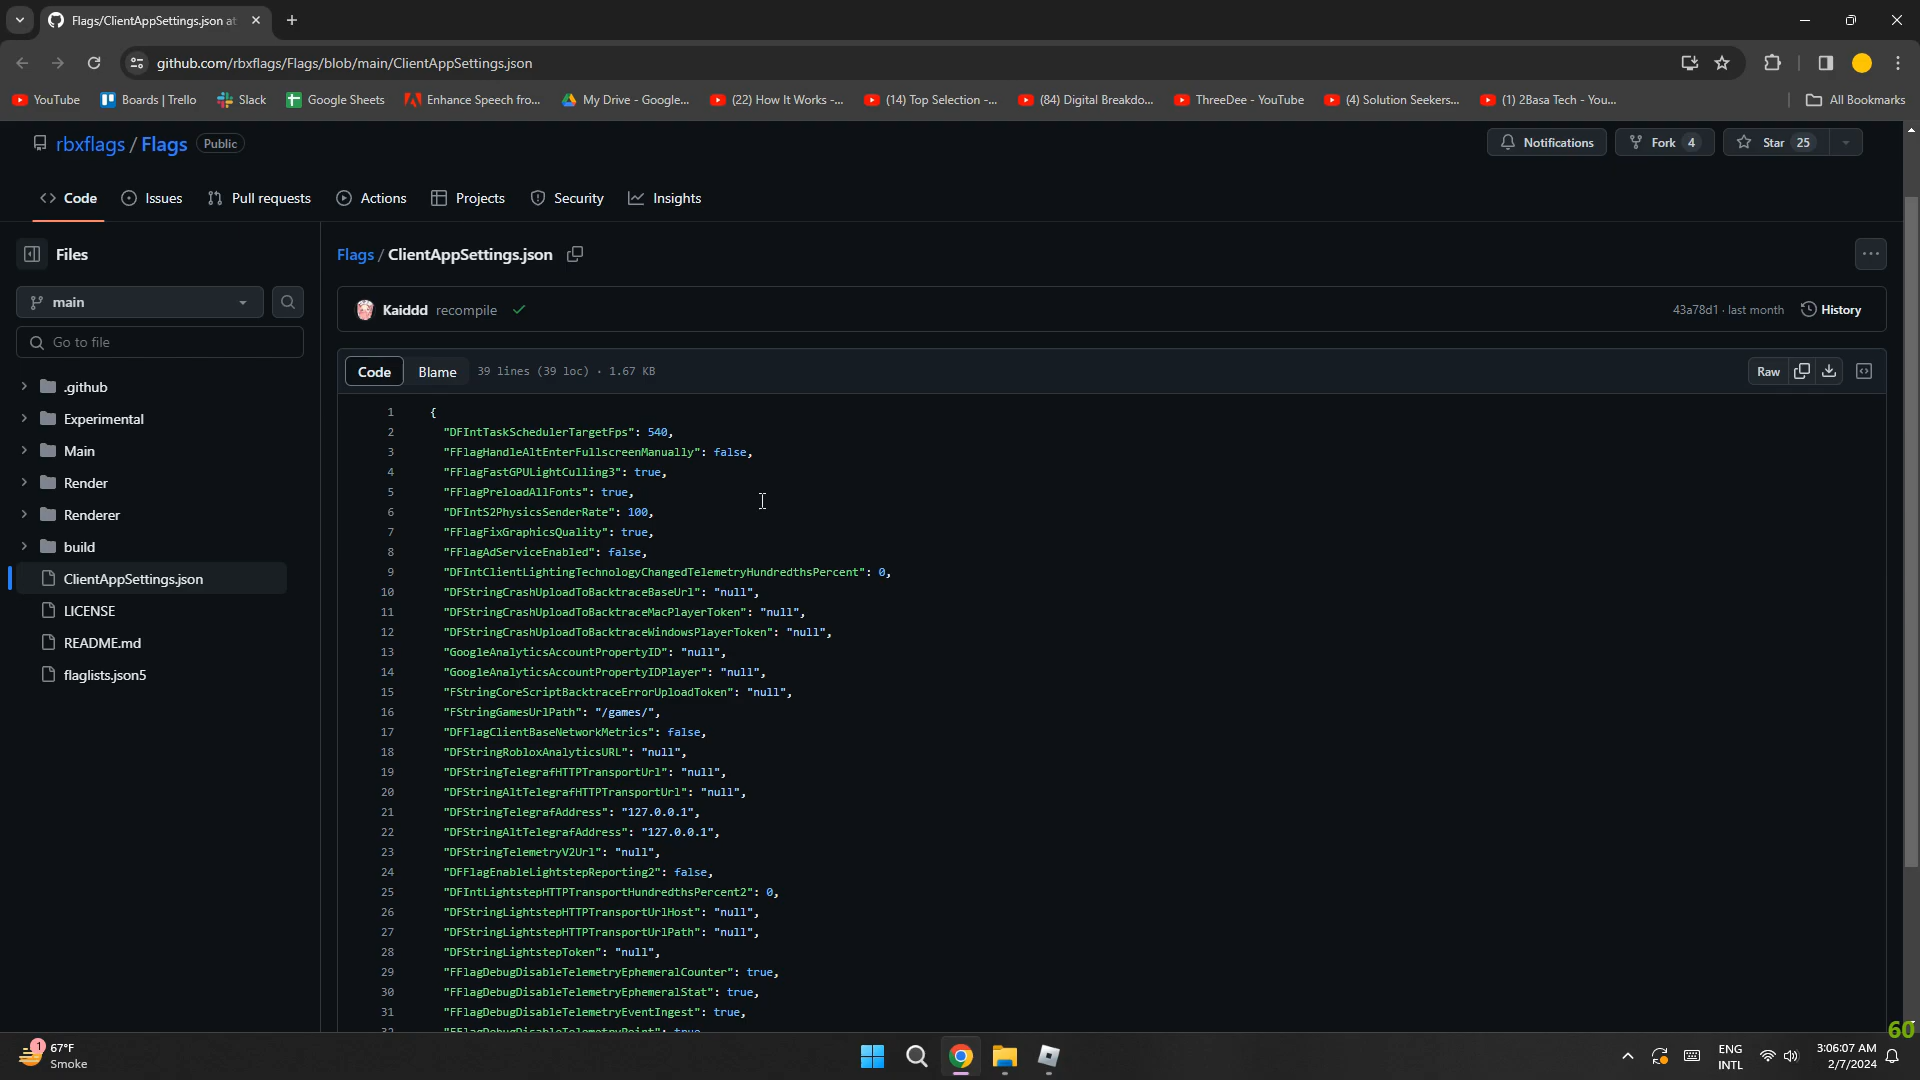 Flags/ClientAppSettings.json at
github.com/rbxflags/Flags/blob/main/ClientAppSettings.json
YouTube
Boards | Trello
Slack
Google Sheets
Enhance Speech fro...
My Drive - Google...
(22) How It Works -...
(14) Top Selection -...
(84) Digital Breakdo...
ThreeDee - YouTube
(4) Solution Seekers...
(1) 2Basa Tech - You...
All Bookmarks
rbxflags / Flags Public
Notifications
Fork 4
Star 25
Code
Issues
Pull requests
Actions
Projects
Security
Insights
Files
main
Go to file
.github
Experimental
Main
Render
Renderer
build
ClientAppSettings.json
LICENSE
README.md
flaglists.json5
Flags / ClientAppSettings.json
Kaiddd recompile
43a78d1 · last month
History
Code
Blame
39 lines (39 loc) · 1.67 KB
Raw
1 {
2 "DFIntTaskSchedulerTargetFps": 540,
3 "FFlagHandleAltEnterFullscreenManually": false,
4 "FFlagFastGPULightCulling3": true,
5 "FFlagPreloadAllFonts": true,
6 "DFIntS2PhysicsSenderRate": 100,
7 "FFlagFixGraphicsQuality": true,
8 "FFlagAdServiceEnabled": false,
9 "DFIntClientLightingTechnologyChangedTelemetryHundredthsPercent": 0,
10 "DFStringCrashUploadToBacktraceBaseUrl": "null",
11 "DFStringCrashUploadToBacktraceMacPlayerToken": "null",
12 "DFStringCrashUploadToBacktraceWindowsPlayerToken": "null",
13 "GoogleAnalyticsAccountPropertyID": "null",
14 "GoogleAnalyticsAccountPropertyIDPlayer": "null",
15 "FStringCoreScriptBacktraceErrorUploadToken": "null",
16 "FStringGamesUrlPath": "/games/",
17 "DFFlagClientBaseNetworkMetrics": false,
18 "DFStringRobloxAnalyticsURL": "null",
19 "DFStringTelegrafHTTPTransportUrl": "null",
20 "DFStringAltTelegrafHTTPTransportUrl": "null",
21 "DFStringTelegrafAddress": "127.0.0.1",
22 "DFStringAltTelegrafAddress": "127.0.0.1",
23 "DFStringTelemetryV2Url": "null",
24 "DFFlagEnableLightstepReporting2": false,
25 "DFIntLightstepHTTPTransportHundredthsPercent2": 0,
26 "DFStringLightstepHTTPTransportUrlHost": "null",
27 "DFStringLightstepHTTPTransportUrlPath": "null",
28 "DFStringLightstepToken": "null",
29 "FFlagDebugDisableTelemetryEphemeralCounter": true,
30 "FFlagDebugDisableTelemetryEphemeralStat": true,
31 "FFlagDebugDisableTelemetryEventIngest": true,
32 "FFlagDebugDisableTelemetryPoint": true,
60
1
67°F
Smoke
ENG
INTL
3:06:07 AM
2/7/2024